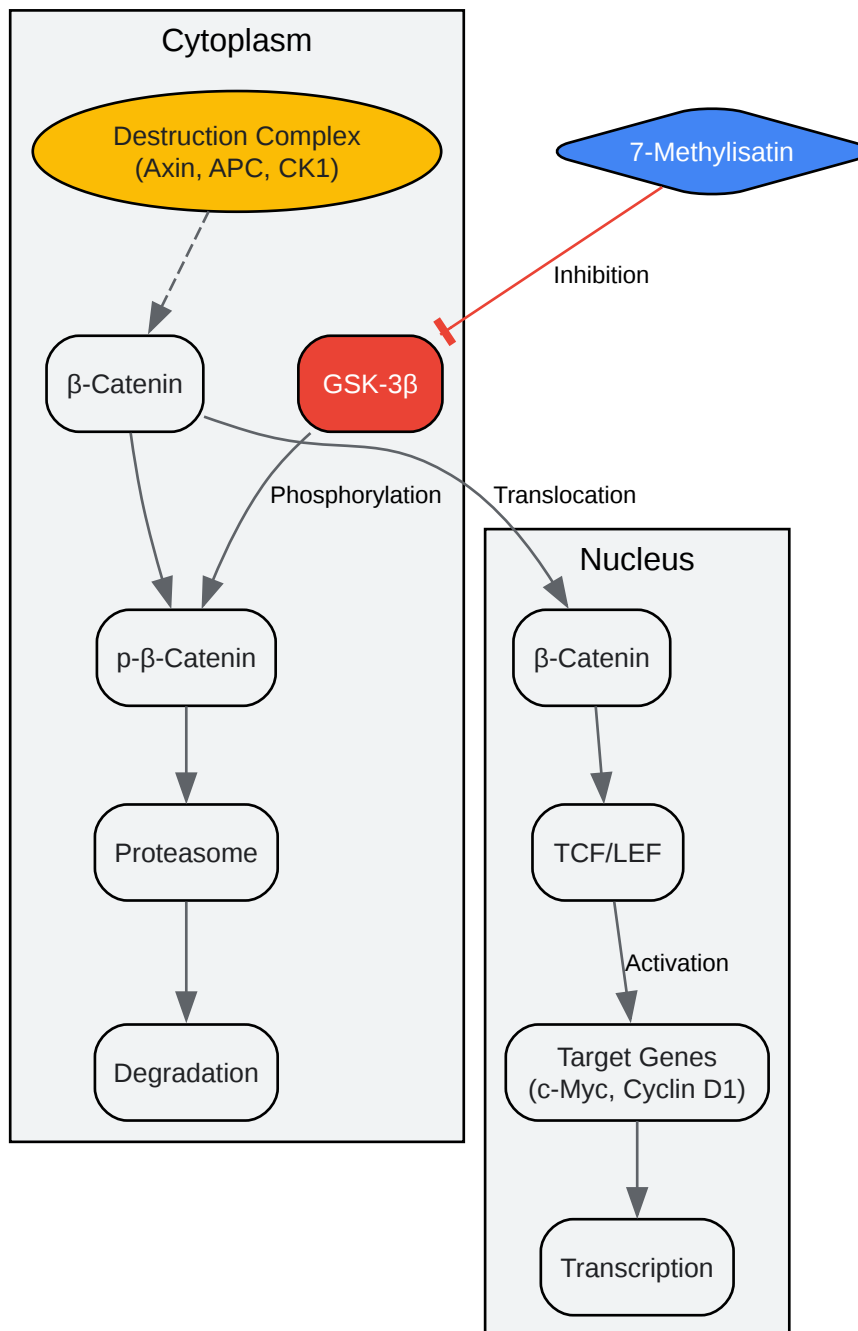 Cytoplasm
Destruction Complex
(Axin, APC, CK1)
7-Methylisatin
Inhibition
β-Catenin
GSK-3β
Phosphorylation
Translocation
Nucleus
p-β-Catenin
β-Catenin
Proteasome
TCF/LEF
Activation
Degradation
Target Genes
(c-Myc, Cyclin D1)
Transcription